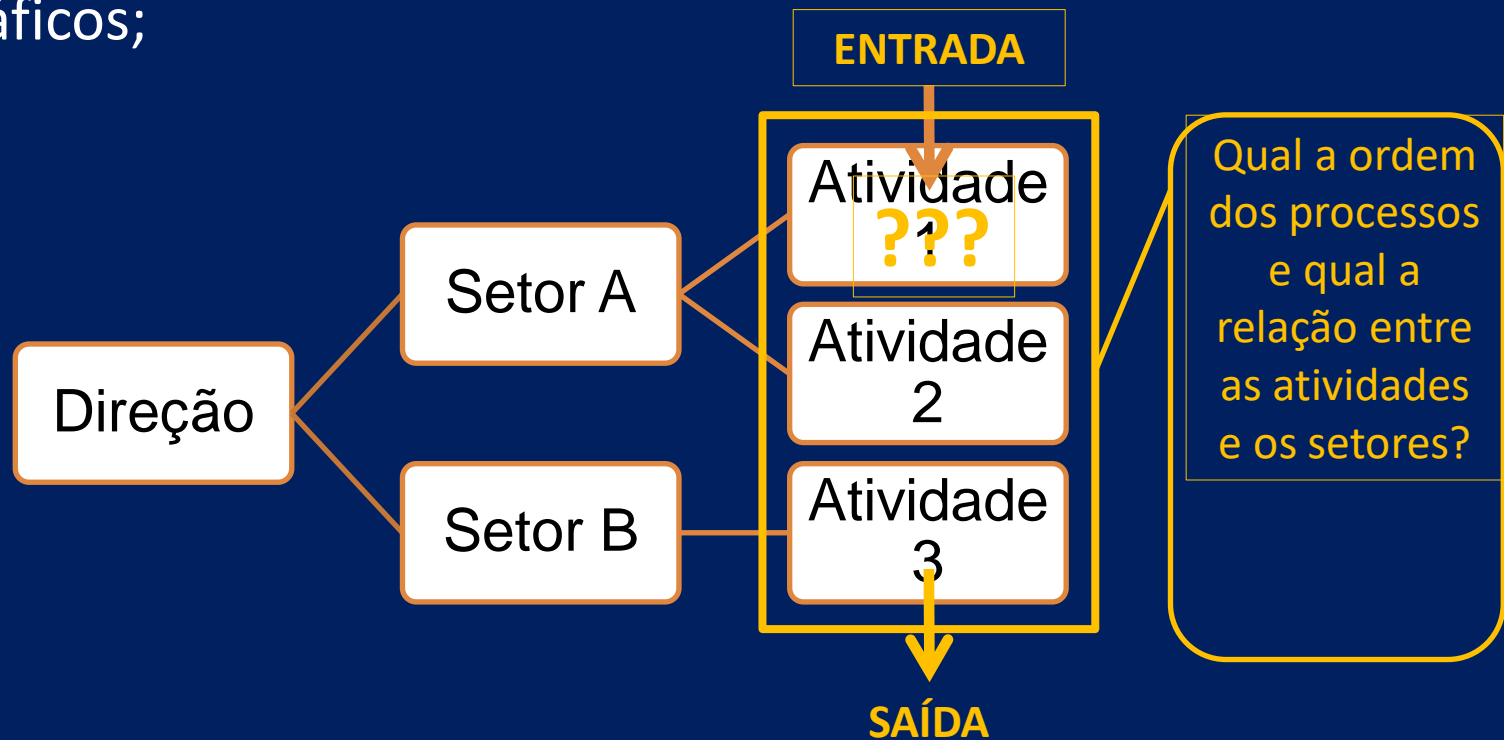 áficos;
ENTRADA
Atividade
1
???
Setor A
Atividade
2
Direção
Setor B
Atividade
3
SAÍDA
Qual a ordem
dos processos
e qual a
relação entre
as atividades
e os setores?